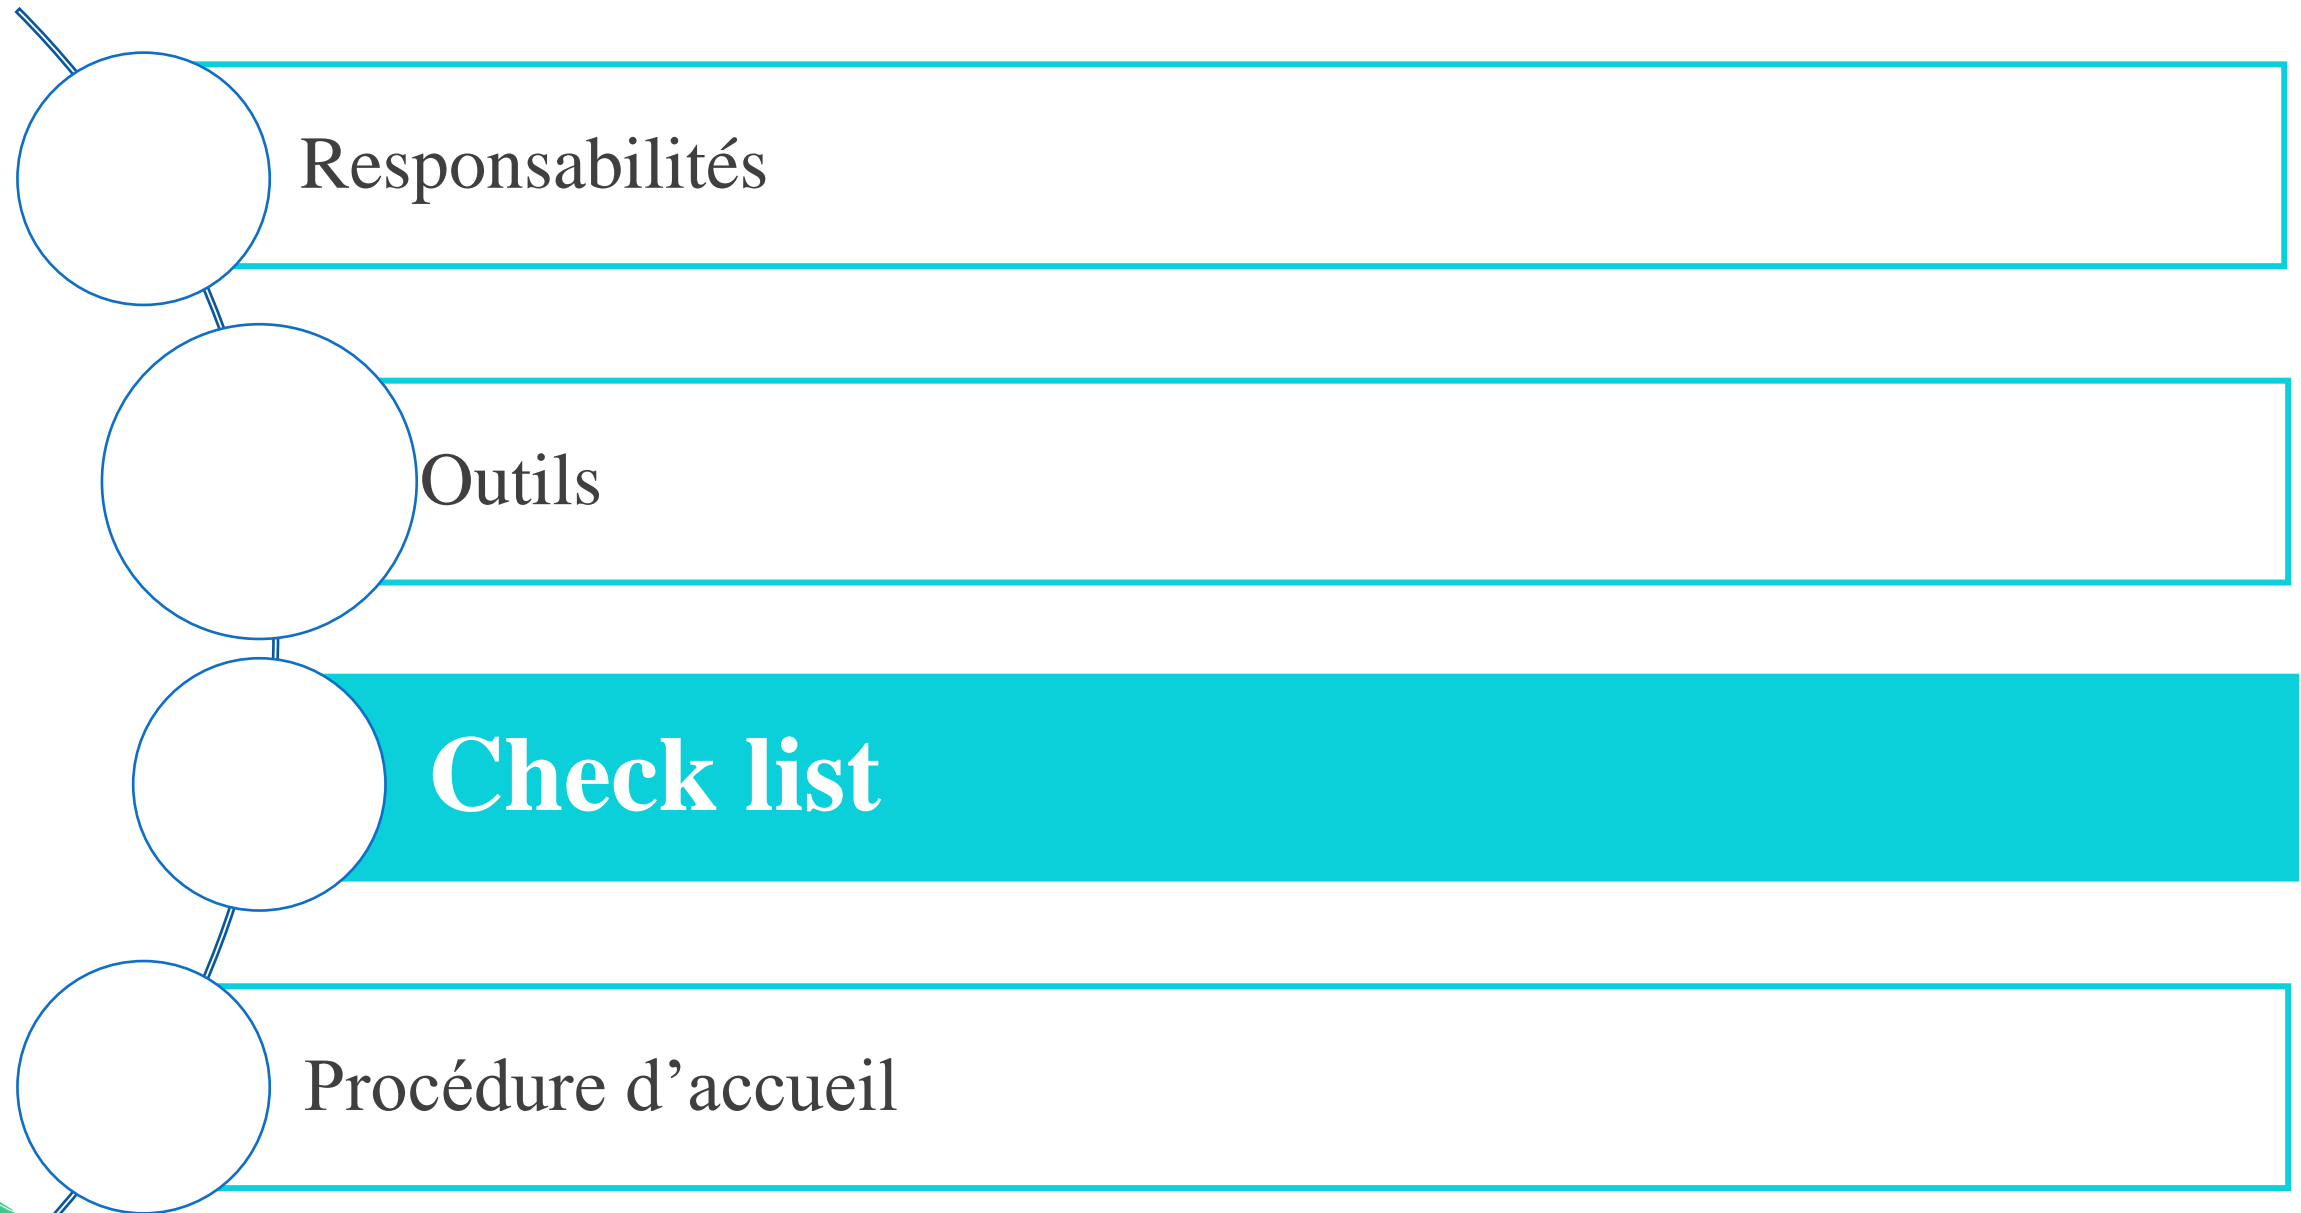 Responsabilités
Outils
Check list
Procédure d’accueil